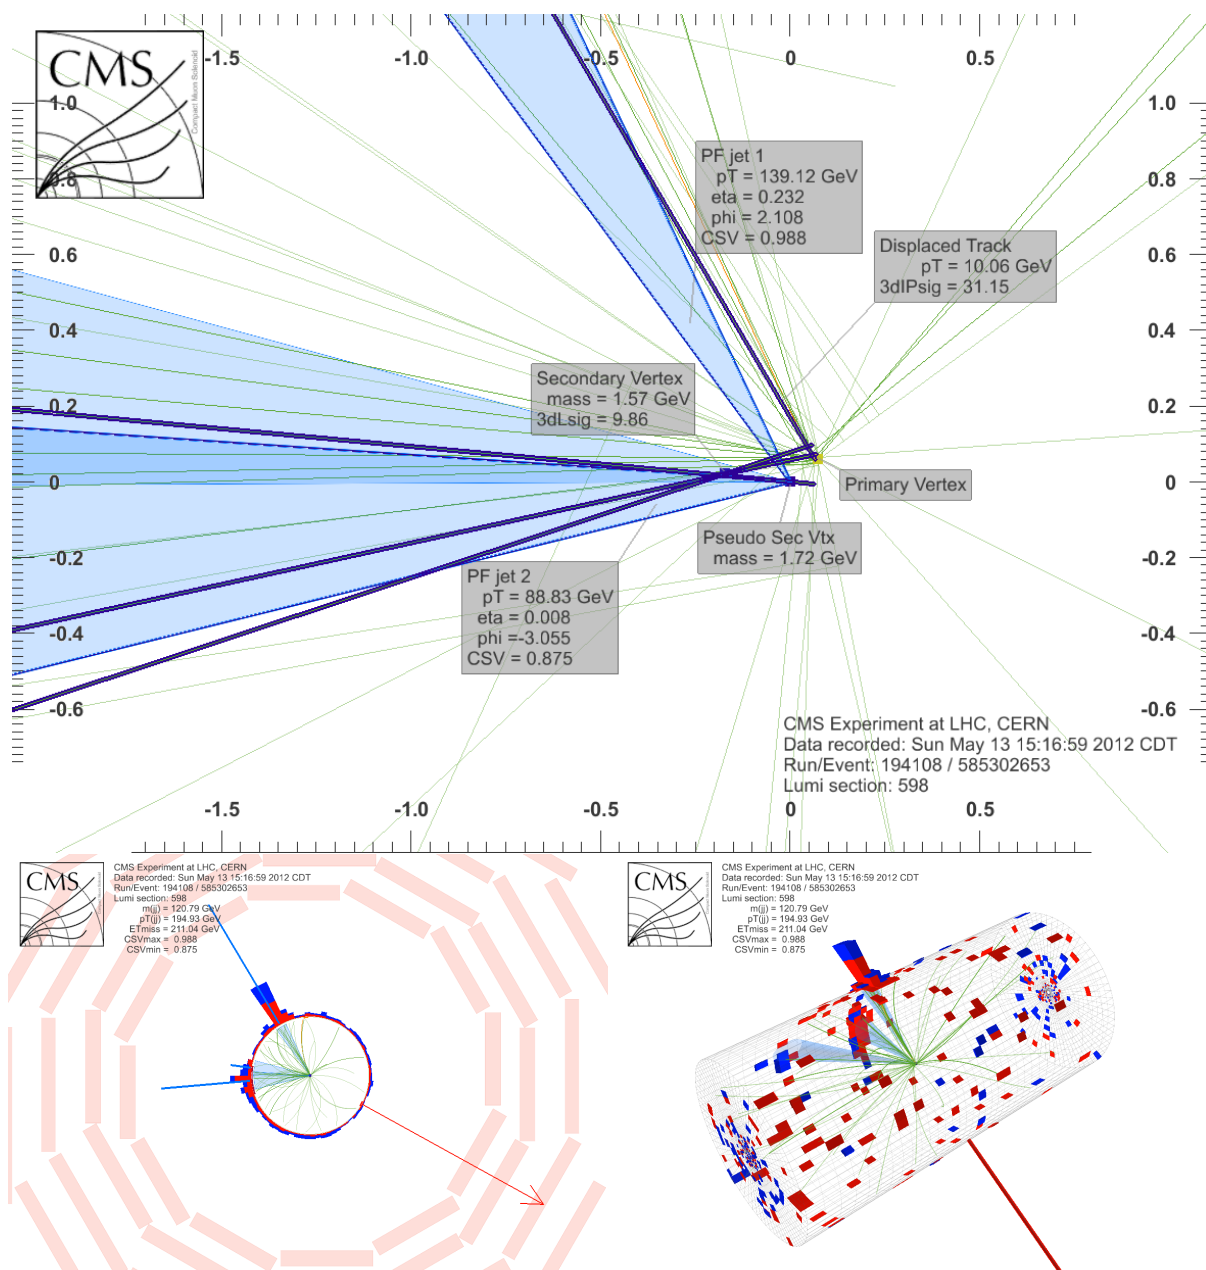 -1.5 -1.0 -0.5 0 0.5
CMS
Compact Muon Solenoid
1.0 1.0
PF jet 1
pT = 139.12 GeV
eta = 0.232
phi = 2.108
CSV = 0.988
0.8 0.8
0.6 0.6
Displaced Track
pT = 10.06 GeV
3dIPsig = 31.15
0.4 0.4
Secondary Vertex
mass = 1.57 GeV
3dLsig = 9.86
0.2 0.2
0 0
Primary Vertex
Pseudo Sec Vtx
mass = 1.72 GeV
-0.2 -0.2
PF jet 2
pT = 88.83 GeV
eta = 0.008
phi =-3.055
CSV = 0.875
-0.4 -0.4
-0.6 -0.6
CMS Experiment at LHC, CERN
Data recorded: Sun May 13 15:16:59 2012 CDT
Run/Event: 194108 / 585302653
Lumi section: 598
-1.5 -1.0 -0.5 0 0.5
CMS
CMS Experiment at LHC, CERN
Data recorded: Sun May 13 15:16:59 2012 CDT
Run/Event: 194108 / 585302653
Lumi section: 598
m(jj) = 120.79 GeV
pT(jj) = 194.93 GeV
ETmiss = 211.04 GeV
CSVmax = 0.988
CSVmin = 0.875
CMS
CMS Experiment at LHC, CERN
Data recorded: Sun May 13 15:16:59 2012 CDT
Run/Event: 194108 / 585302653
Lumi section: 598
m(jj) = 120.79 GeV
pT(jj) = 194.93 GeV
ETmiss = 211.04 GeV
CSVmax = 0.988
CSVmin = 0.875